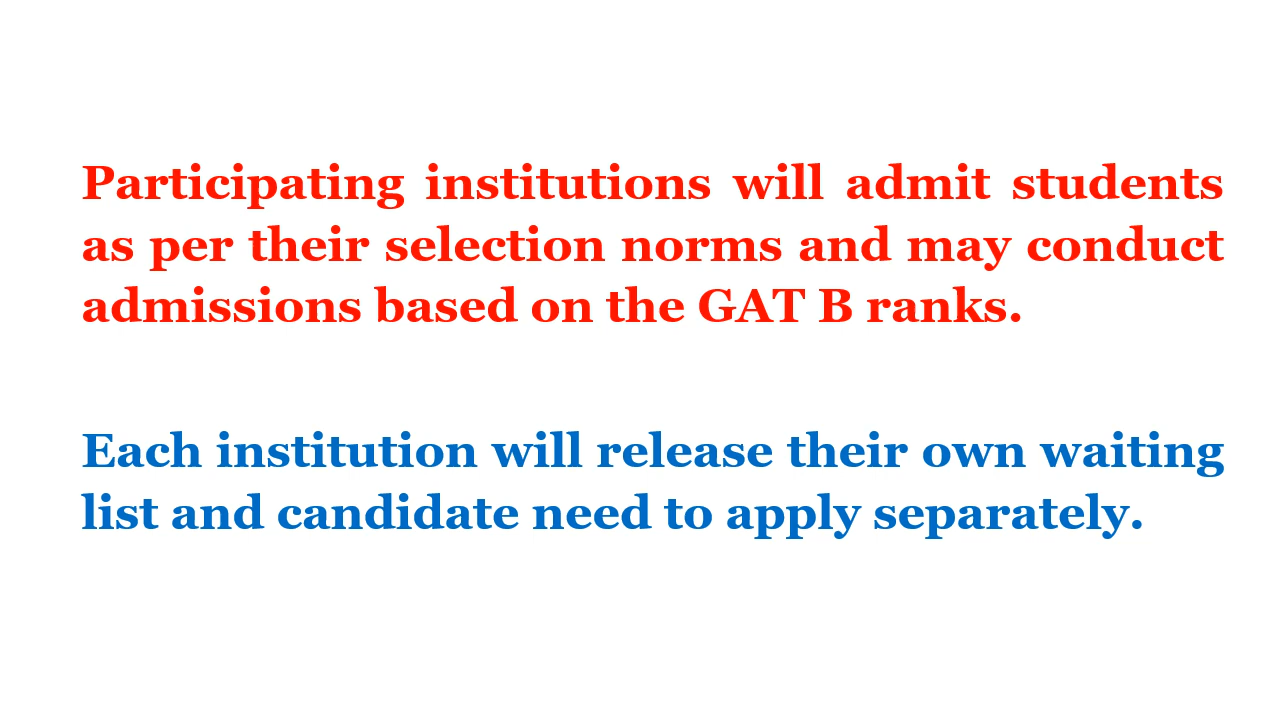 Participating institutions will admit students
as per their selection norms and may conduct
admissions based on the GAT B ranks.
Each institution will release their own waiting
list and candidate need to apply separately.